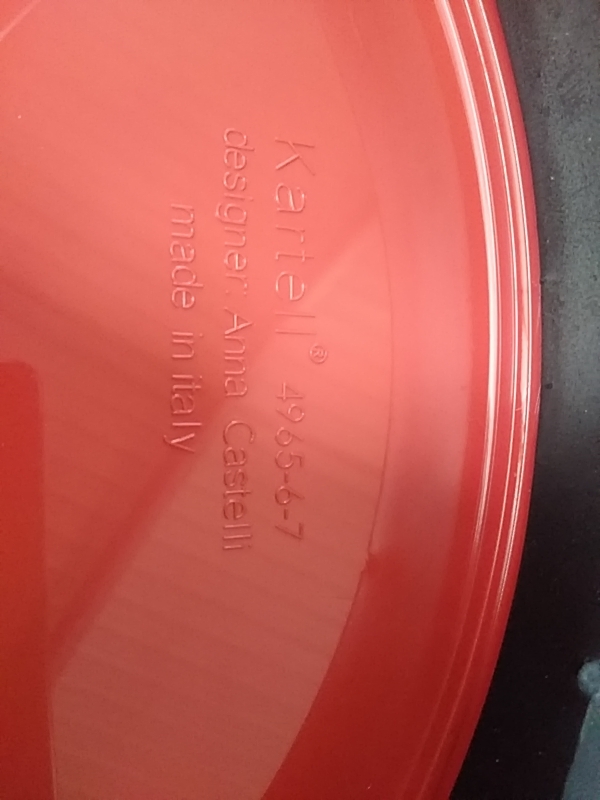 Kartell® 4965-6-7
designer: Anna Castelli
made in italy